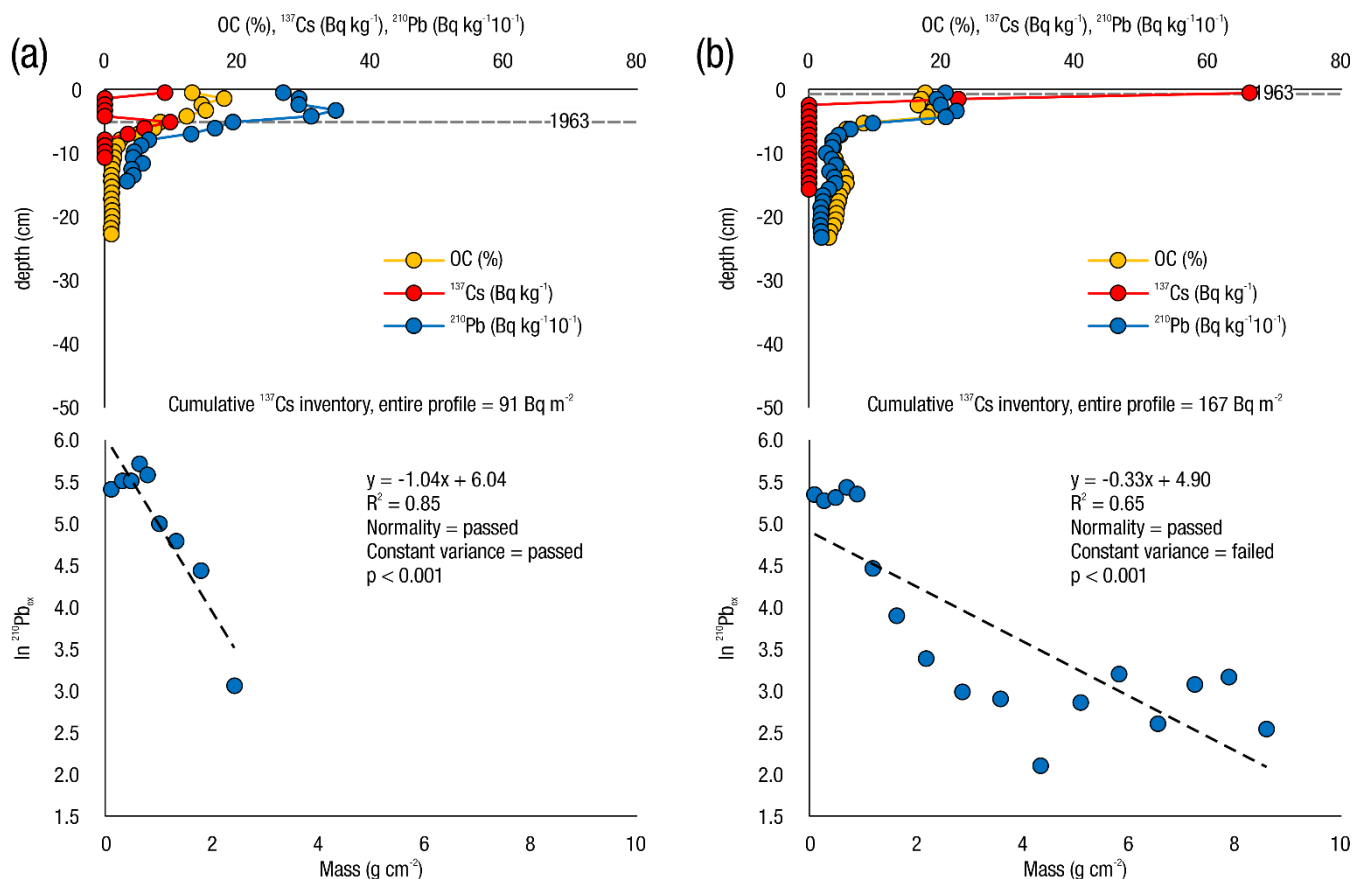 (a)
OC (%), ¹³⁷Cs (Bq kg⁻¹), ²¹⁰Pb (Bq kg⁻¹10⁻¹)
0 20 40 60 80
0
-10
-20
-30
-40
-50
depth (cm)
1963
OC (%)
¹³⁷Cs (Bq kg⁻¹)
²¹⁰Pb (Bq kg⁻¹10⁻¹)
Cumulative ¹³⁷Cs inventory, entire profile = 91 Bq m⁻²
6.0
5.5
5.0
4.5
4.0
3.5
3.0
2.5
2.0
1.5
ln ²¹⁰Pbₑₓ
y = -1.04x + 6.04
R² = 0.85
Normality = passed
Constant variance = passed
p < 0.001
0 2 4 6 8 10
Mass (g cm⁻²)
(b)
OC (%), ¹³⁷Cs (Bq kg⁻¹), ²¹⁰Pb (Bq kg⁻¹10⁻¹)
0 20 40 60 80
0
-10
-20
-30
-40
-50
depth (cm)
1963
OC (%)
¹³⁷Cs (Bq kg⁻¹)
²¹⁰Pb (Bq kg⁻¹10⁻¹)
Cumulative ¹³⁷Cs inventory, entire profile = 167 Bq m⁻²
6.0
5.5
5.0
4.5
4.0
3.5
3.0
2.5
2.0
1.5
ln ²¹⁰Pbₑₓ
y = -0.33x + 4.90
R² = 0.65
Normality = passed
Constant variance = failed
p < 0.001
0 2 4 6 8 10
Mass (g cm⁻²)